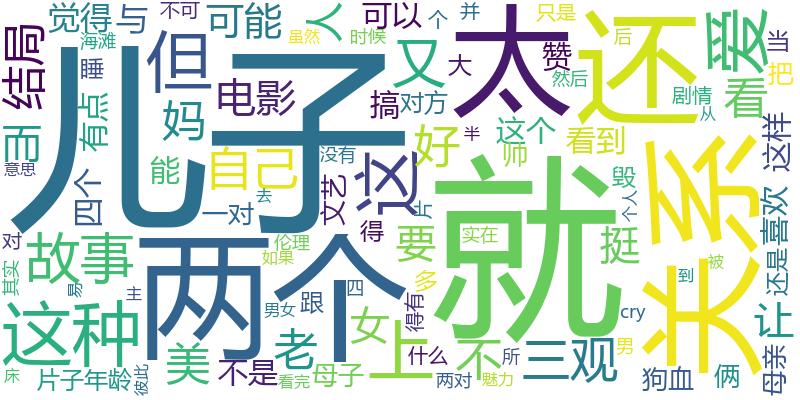 觉得
与
可能
人
可以
个
并
只是
不可
海滩
虽然
时候
后
当
结局
睡
但
电影
又
大
赞
然后
太
还
爱
儿子
妈
搞
对方
剧情
从
把
看
而
有点
四个
能
自己
没有
文艺
这
好
这个
半
帅
看到
毁
这样
意思
一对
去
得
片
就
个人
关系
喜欢
还是
对
其实
故事
伦理
如果
要
实在
挺
到
被
让
易
主
两个
男女
跟
四
多
得有
cry
这种
美
老
女
上
什么
不
所
三观
男
母亲
床
片子
年龄
彼此
不是
看完
母子
两对
魅力
狗血
俩